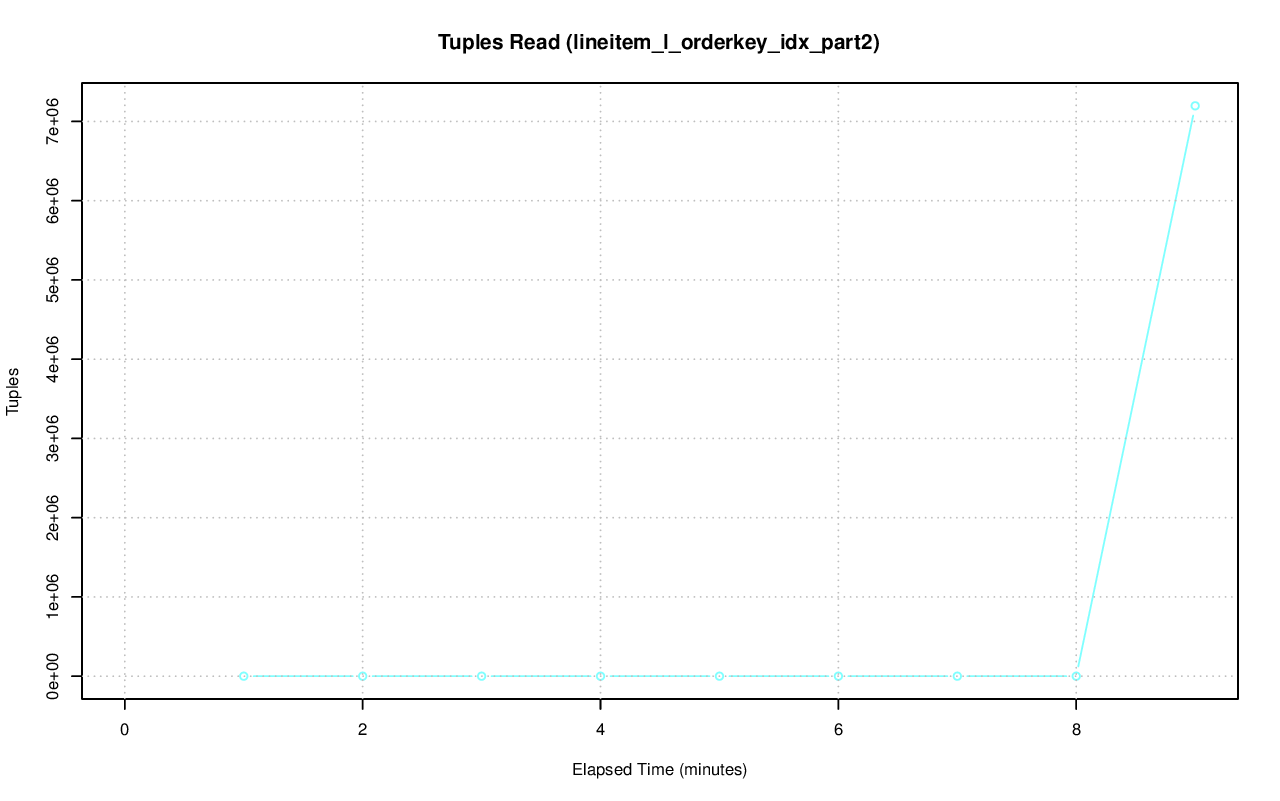 Tuples Read (lineitem_l_orderkey_idx_part2)
7e+06
6e+06
5e+06
4e+06
3e+06
2e+06
1e+06
0e+00
Tuples
0 2 4 6 8
Elapsed Time (minutes)